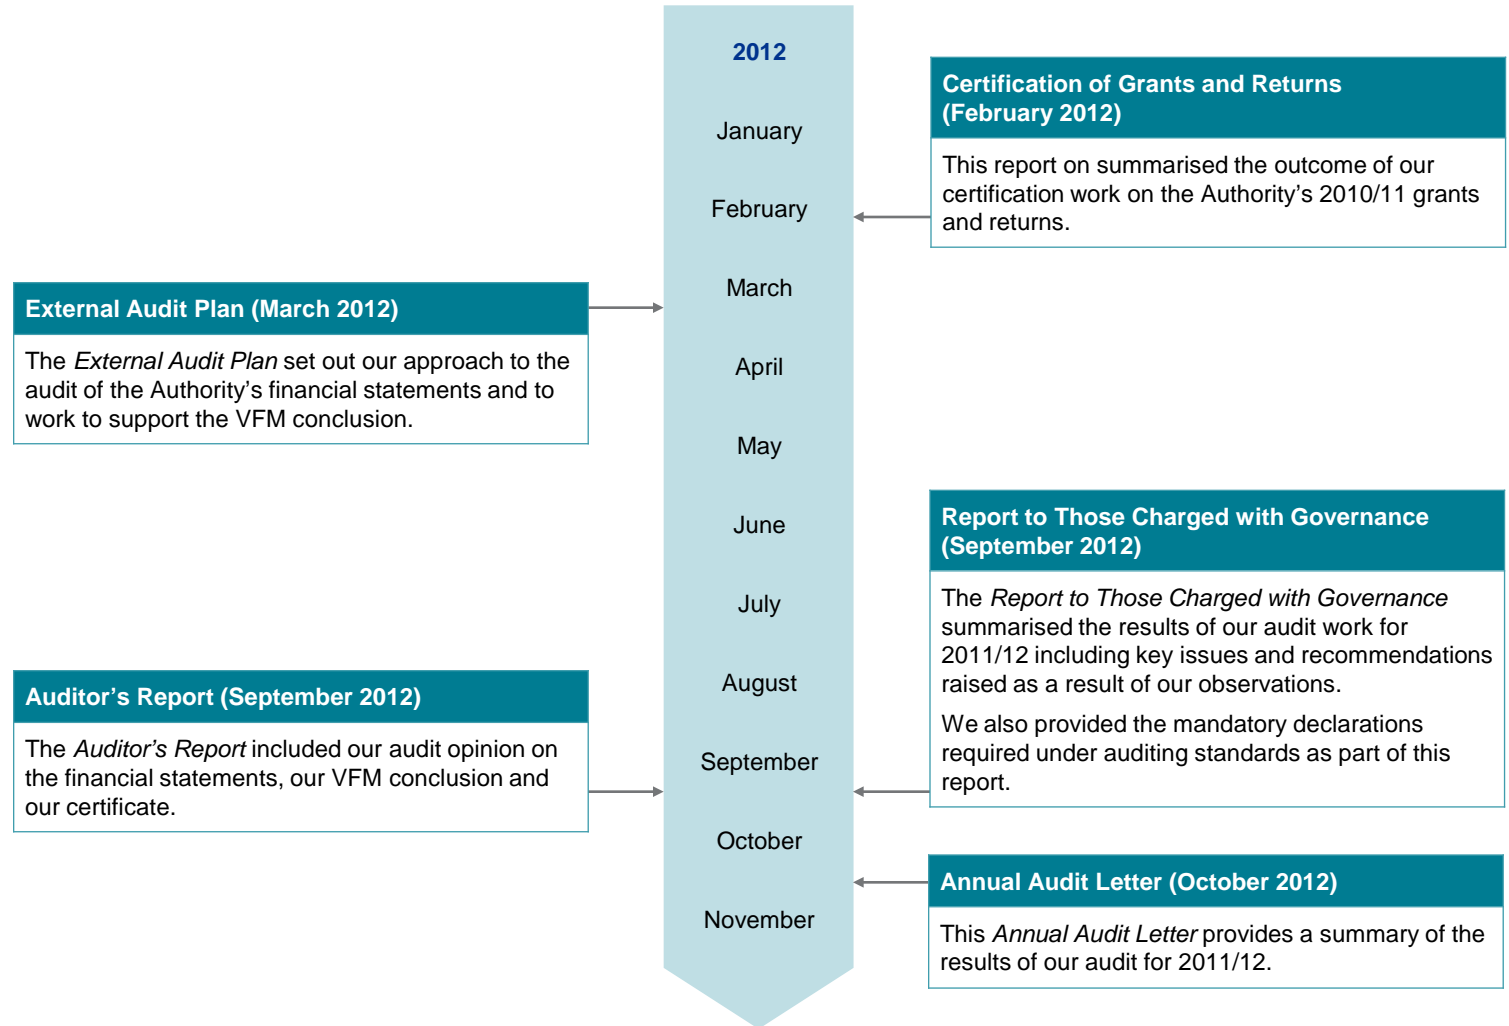 2012
January
February
March
April
May
June
July
August
September
October
November
Certification of Grants and Returns
(February 2012)
This report on summarised the outcome of our
certification work on the Authority’s 2010/11 grants
and returns.
External Audit Plan (March 2012)
The External Audit Plan set out our approach to the
audit of the Authority’s financial statements and to
work to support the VFM conclusion.
Report to Those Charged with Governance
(September 2012)
The Report to Those Charged with Governance
summarised the results of our audit work for
2011/12 including key issues and recommendations
raised as a result of our observations.
We also provided the mandatory declarations
required under auditing standards as part of this
report.
Auditor’s Report (September 2012)
The Auditor’s Report included our audit opinion on
the financial statements, our VFM conclusion and
our certificate.
Annual Audit Letter (October 2012)
This Annual Audit Letter provides a summary of the
results of our audit for 2011/12.